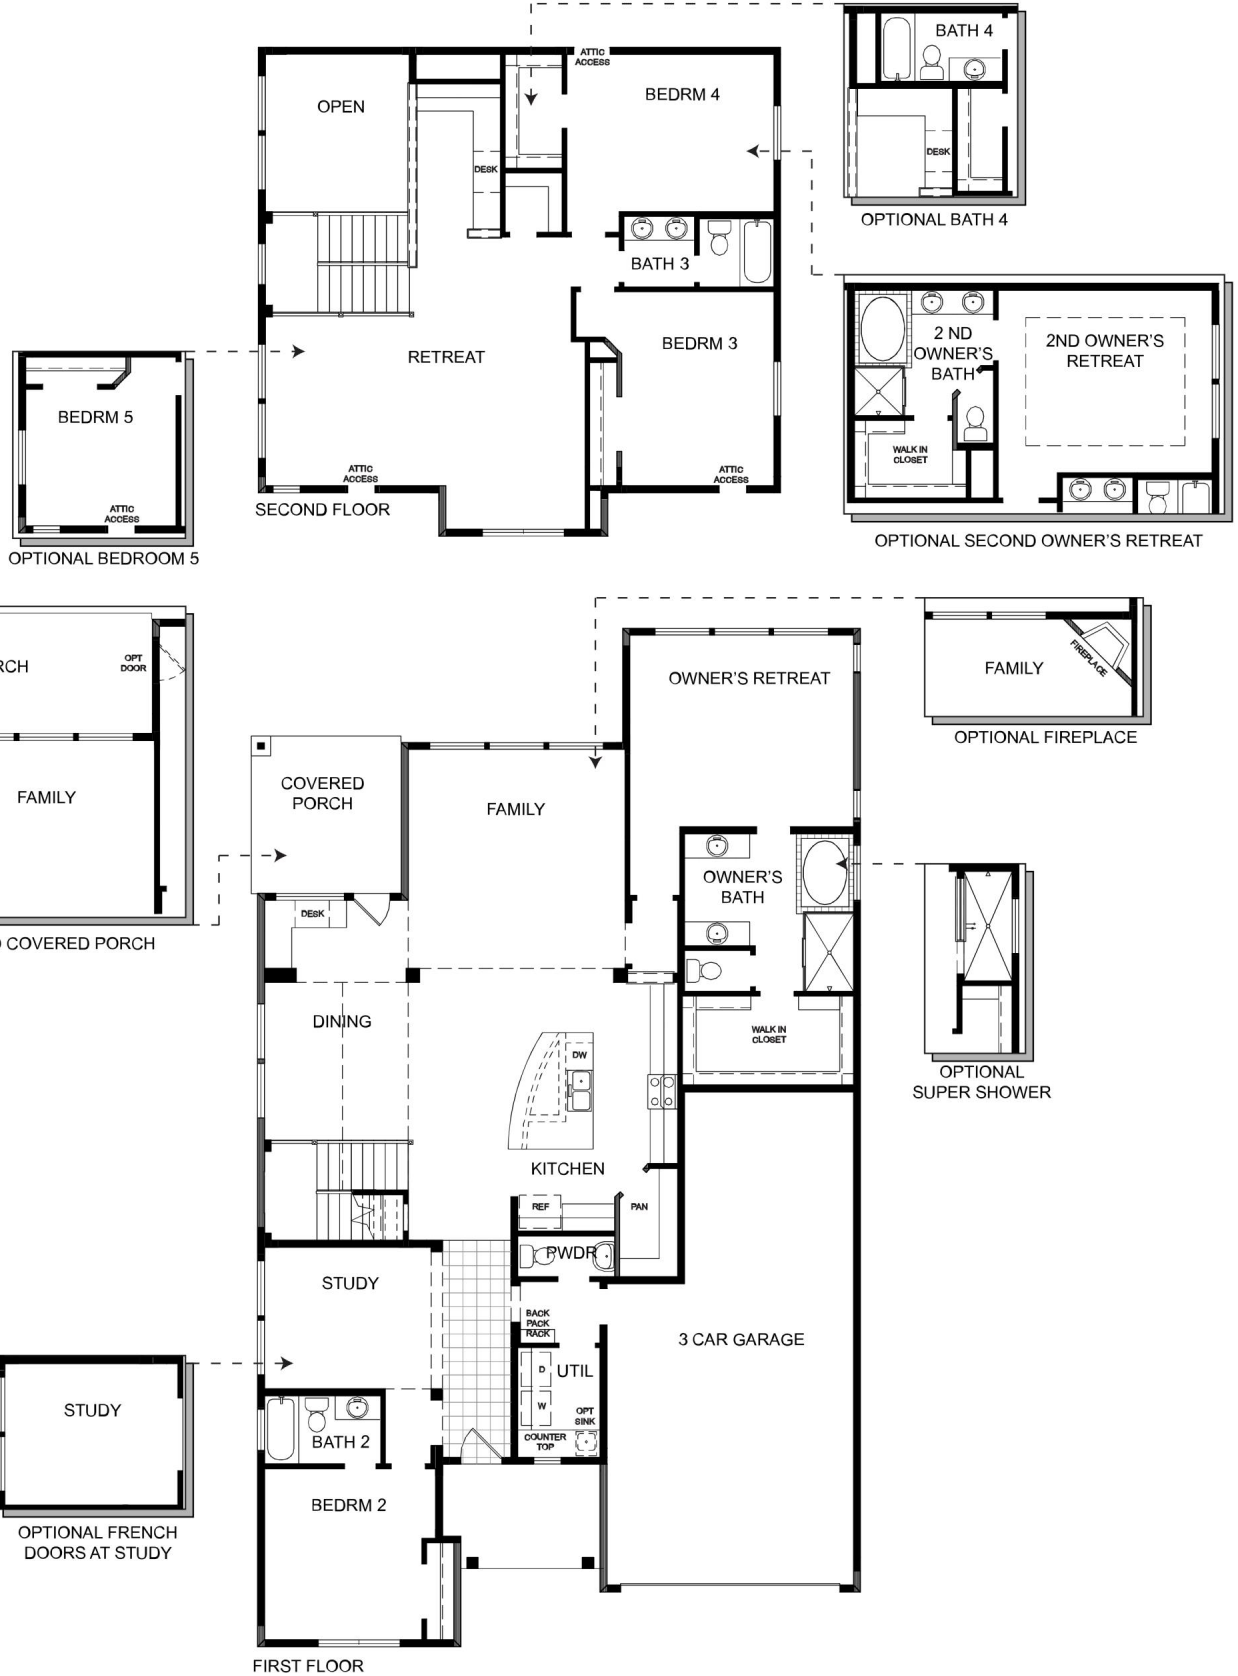 BATH 4
ATTIC
ACCESS
BEDRM 4
OPEN
DESK
DESK
OPTIONAL BATH 4
BATH 3
BEDRM 3
RETREAT
2 ND
OWNER'S
BATH
2ND OWNER'S
RETREAT
BEDRM 5
WALK IN
CLOSET
ATTIC
ACCESS
ATTIC
ACCESS
SECOND FLOOR
ATTIC
ACCESS
OPTIONAL SECOND OWNER'S RETREAT
OPTIONAL BEDROOM 5
RCH
OPT
DOOR
OWNER'S RETREAT
FAMILY
FIREPLACE
OPTIONAL FIREPLACE
COVERED
PORCH
FAMILY
FAMILY
OWNER'S
BATH
DESK
COVERED PORCH
DINING
WALK IN
CLOSET
DW
OPTIONAL
SUPER SHOWER
KITCHEN
REF
PAN
PWDR
STUDY
BACK
PACK
RACK
3 CAR GARAGE
D
UTIL
W
STUDY
OPT
SINK
BATH 2
COUNTER
TOP
BEDRM 2
OPTIONAL FRENCH
DOORS AT STUDY
FIRST FLOOR